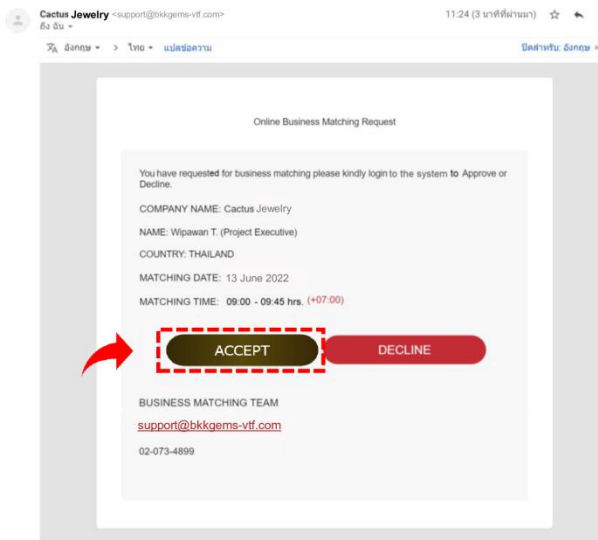 Cactus Jewelry <support@bkkgems-vtf.com> 11:24 (3 นาทีที่ผ่านมา)
ถึง ฉัน
อังกฤษ > ไทย แปลข้อความ ปิดสำหรับ: อังกฤษ ×
Online Business Matching Request
You have requested for business matching please kindly login to the system to Approve or
Decline.
COMPANY NAME: Cactus Jewelry
NAME: Wipawan T. (Project Executive)
COUNTRY: THAILAND
MATCHING DATE: 13 June 2022
MATCHING TIME: 09:00 - 09:45 hrs. (+07:00)
ACCEPT DECLINE
BUSINESS MATCHING TEAM
support@bkkgems-vtf.com
02-073-4899